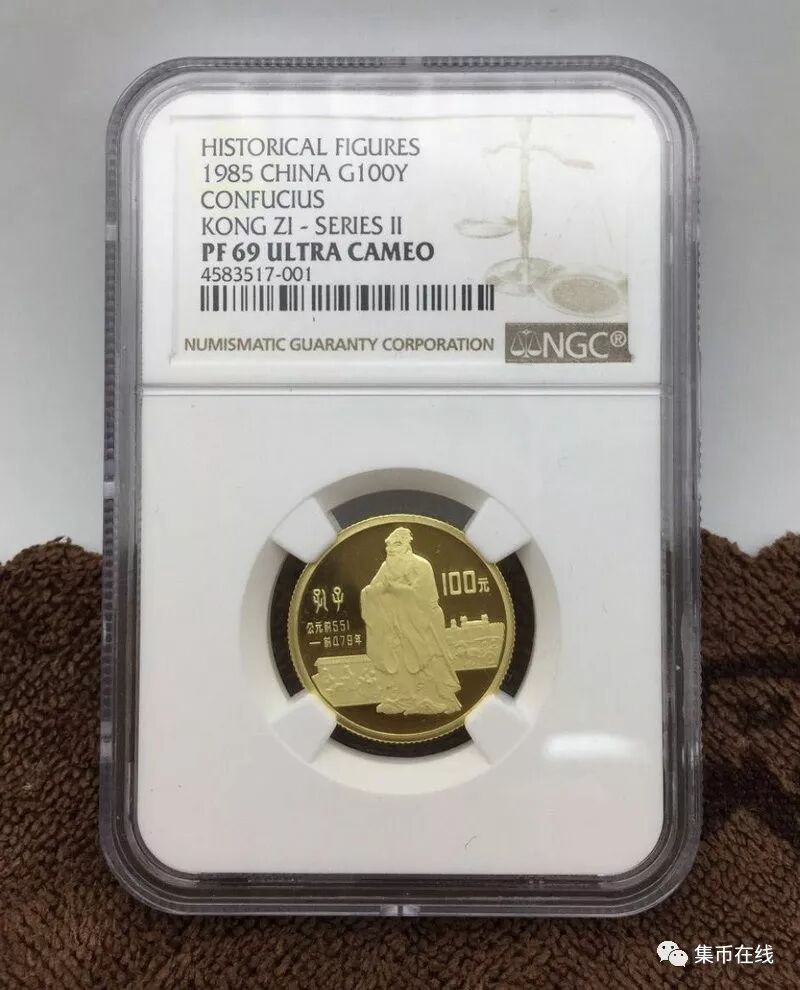 HISTORICAL FIGURES
1985 CHINA G100Y
CONFUCIUS
KONG ZI - SERIES II
PF 69 ULTRA CAMEO
4583517-001
NUMISMATIC GUARANTY CORPORATION
NGC®
100元
公元前551
—前479年
集币在线